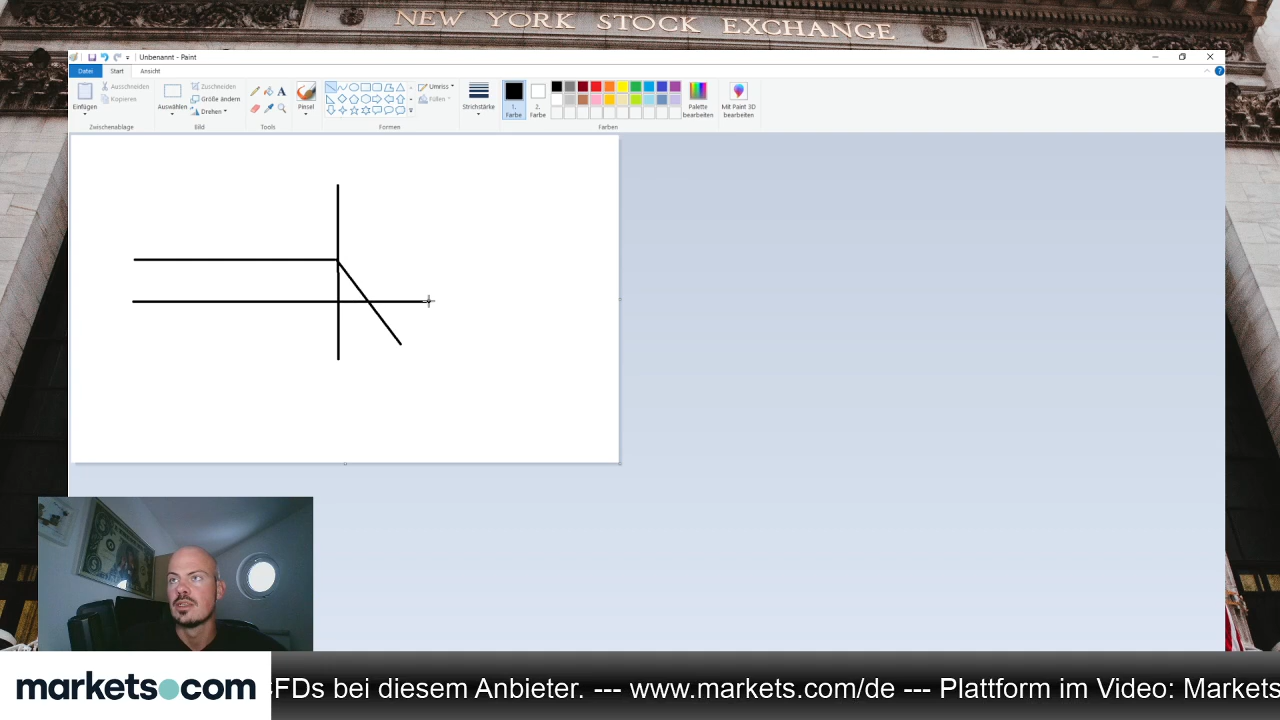 NEW YORK STOCK EXCHANGE
Unbenannt - Paint
Datei Start Ansicht
Einfügen
Ausschneiden
Kopieren
Zwischenablage
Auswählen
Zuschneiden
Größe ändern
Drehen
Bild
Tools
Pinsel
Formen
Umriss
Füllen
Strichstärke
1.
Farbe
2.
Farbe
Palette
bearbeiten
Mit Paint 3D
bearbeiten
Farben
markets.com
CFDs bei diesem Anbieter. --- www.markets.com/de --- Plattform im Video: Markets